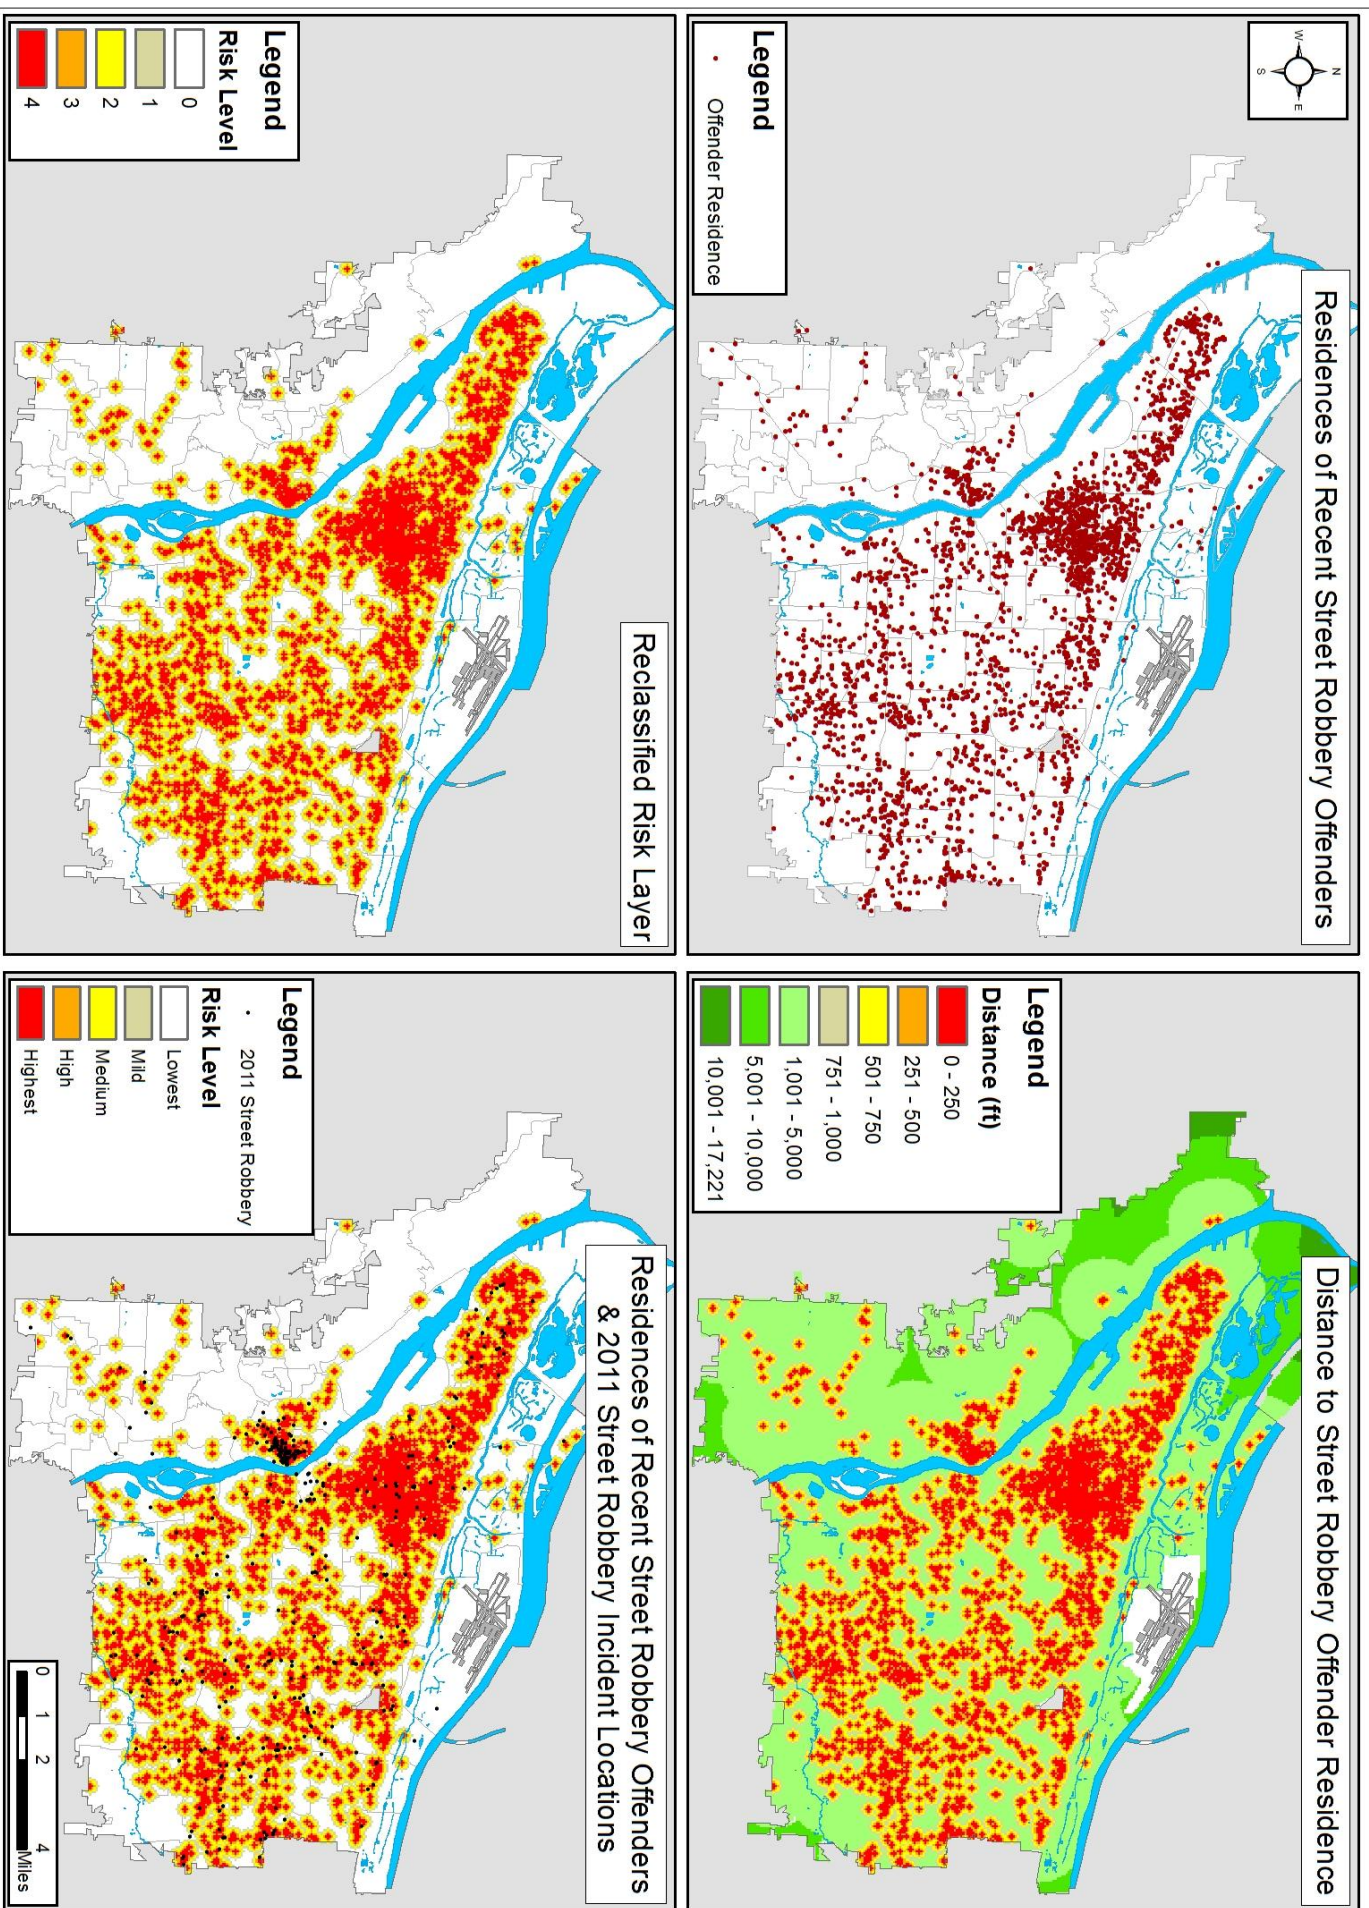 Residences of Recent Street Robbery Offenders
N
W
E
S
Legend
Offender Residence
Distance to Street Robbery Offender Residence
Legend
Distance (ft)
0 - 250
251 - 500
501 - 750
751 - 1,000
1,001 - 5,000
5,001 - 10,000
10,001 - 17,221
Reclassified Risk Layer
Legend
Risk Level
0
1
2
3
4
Residences of Recent Street Robbery Offenders
& 2011 Street Robbery Incident Locations
Legend
2011 Street Robbery
Risk Level
Lowest
Mild
Medium
High
Highest
0 1 2 4
Miles